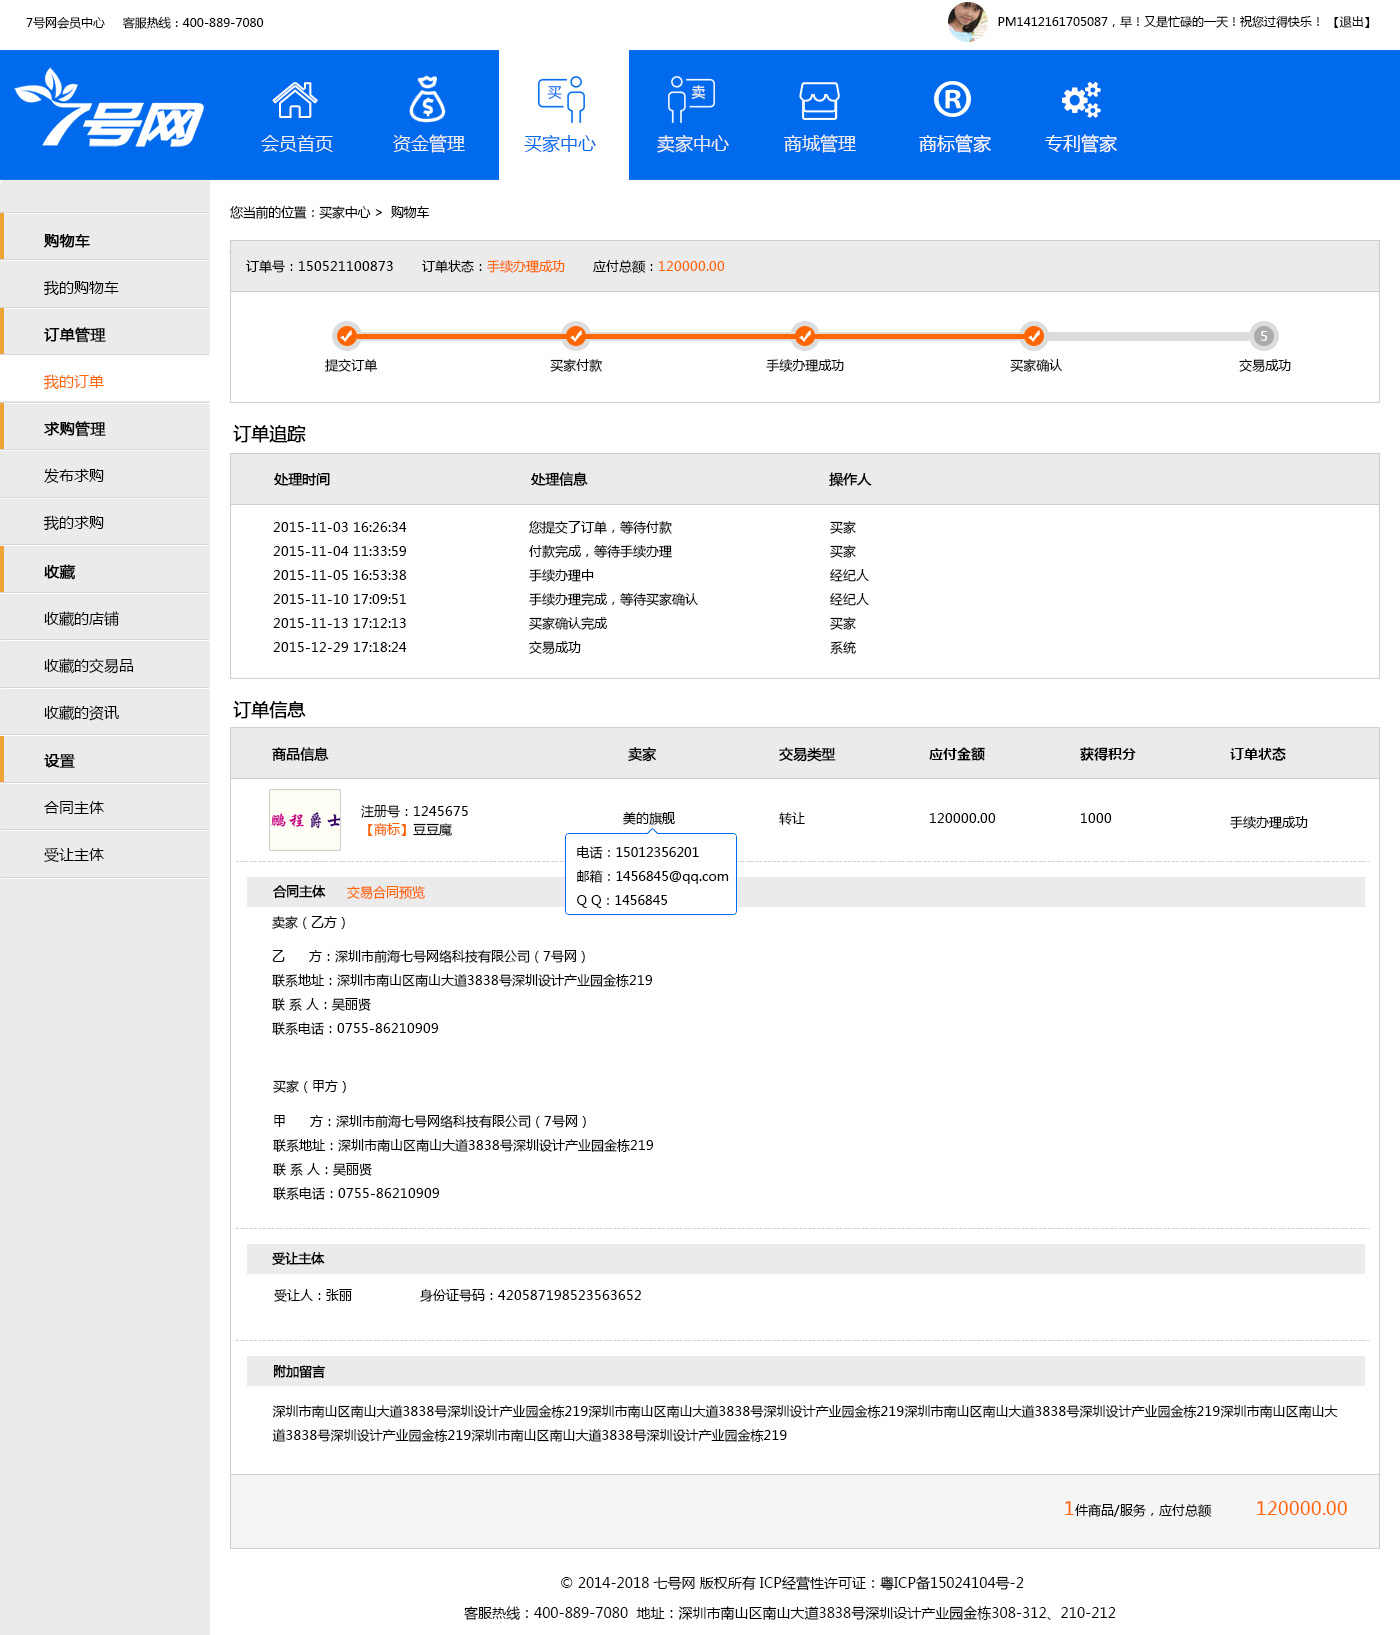 7号网会员中心 客服热线：400-889-7080
PM1412161705087，早！又是忙碌的一天！祝您过得快乐！【退出】
7号网
买
卖
R
会员首页 资金管理 买家中心 卖家中心 商城管理 商标管家 专利管家
购物车
我的购物车
订单管理
我的订单
求购管理
发布求购
我的求购
收藏
收藏的店铺
收藏的交易品
收藏的资讯
设置
合同主体
受让主体
您当前的位置：买家中心 > 购物车
订单号：150521100873 订单状态：手续办理成功 应付总额：120000.00
5
提交订单 买家付款 手续办理成功 买家确认 交易成功
订单追踪
处理时间 处理信息 操作人
2015-11-03 16:26:34 您提交了订单，等待付款 买家
2015-11-04 11:33:59 付款完成，等待手续办理 买家
2015-11-05 16:53:38 手续办理中 经纪人
2015-11-10 17:09:51 手续办理完成，等待买家确认 经纪人
2015-11-13 17:12:13 买家确认完成 买家
2015-12-29 17:18:24 交易成功 系统
订单信息
商品信息 卖家 交易类型 应付金额 获得积分 订单状态
鹏程爵士
注册号：1245675
【商标】豆豆魔
美的旗舰 转让 120000.00 1000 手续办理成功
电话：15012356201
邮箱：1456845@qq.com
Q Q：1456845
合同主体 交易合同预览
卖家（乙方）
乙 方：深圳市前海七号网络科技有限公司（7号网）
联系地址：深圳市南山区南山大道3838号深圳设计产业园金栋219
联 系 人：吴丽贤
联系电话：0755-86210909
买家（甲方）
甲 方：深圳市前海七号网络科技有限公司（7号网）
联系地址：深圳市南山区南山大道3838号深圳设计产业园金栋219
联 系 人：吴丽贤
联系电话：0755-86210909
受让主体
受让人：张丽 身份证号码：420587198523563652
附加留言
深圳市南山区南山大道3838号深圳设计产业园金栋219深圳市南山区南山大道3838号深圳设计产业园金栋219深圳市南山区南山大道3838号深圳设计产业园金栋219深圳市南山区南山大
道3838号深圳设计产业园金栋219深圳市南山区南山大道3838号深圳设计产业园金栋219
1件商品/服务，应付总额 120000.00
© 2014-2018 七号网 版权所有 ICP经营性许可证：粤ICP备15024104号-2
客服热线：400-889-7080 地址：深圳市南山区南山大道3838号深圳设计产业园金栋308-312、210-212